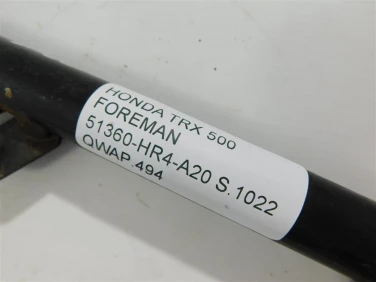 HONDA TRX 500
FOREMAN
51360-HR4-A20 S.1022
QWAP.494